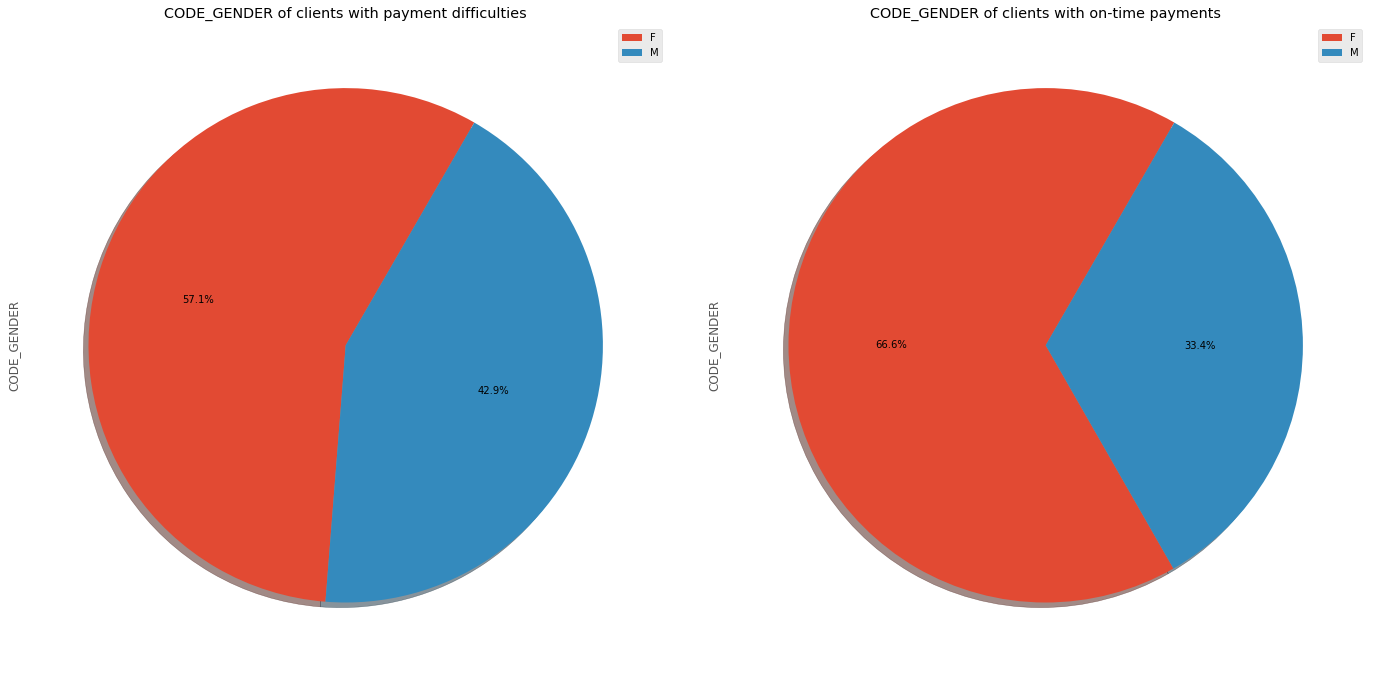 CODE_GENDER of clients with payment difficulties
F
M
57.1%
42.9%
CODE_GENDER
CODE_GENDER of clients with on-time payments
F
M
66.6%
33.4%
CODE_GENDER